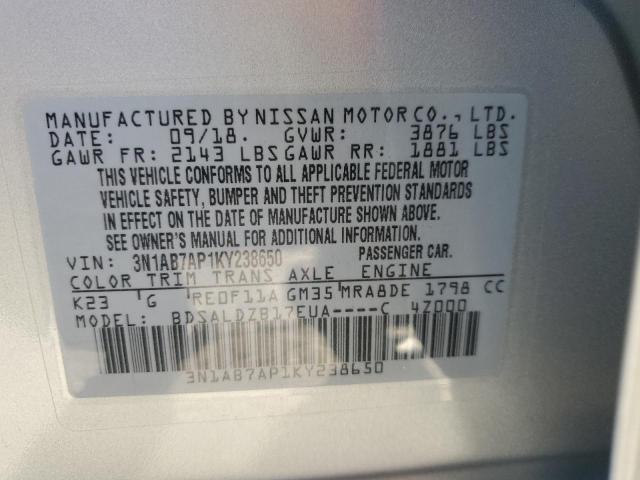 MANUFACTURED BY NISSAN MOTOR CO., LTD.
DATE: 09/18. GVWR: 3876 LBS
GAWR FR: 2143 LBS GAWR RR: 1881 LBS
THIS VEHICLE CONFORMS TO ALL APPLICABLE FEDERAL MOTOR
VEHICLE SAFETY, BUMPER AND THEFT PREVENTION STANDARDS
IN EFFECT ON THE DATE OF MANUFACTURE SHOWN ABOVE.
SEE OWNER'S MANUAL FOR ADDITIONAL INFORMATION.
VIN: 3N1AB7AP1KY238650 PASSENGER CAR.
COLOR TRIM TRANS AXLE ENGINE
K23 G RE0F11A GM35 MRA8DE 1798 CC
MODEL: BDSALDZB17EUA----C 4Z000
3N1AB7AP1KY238650